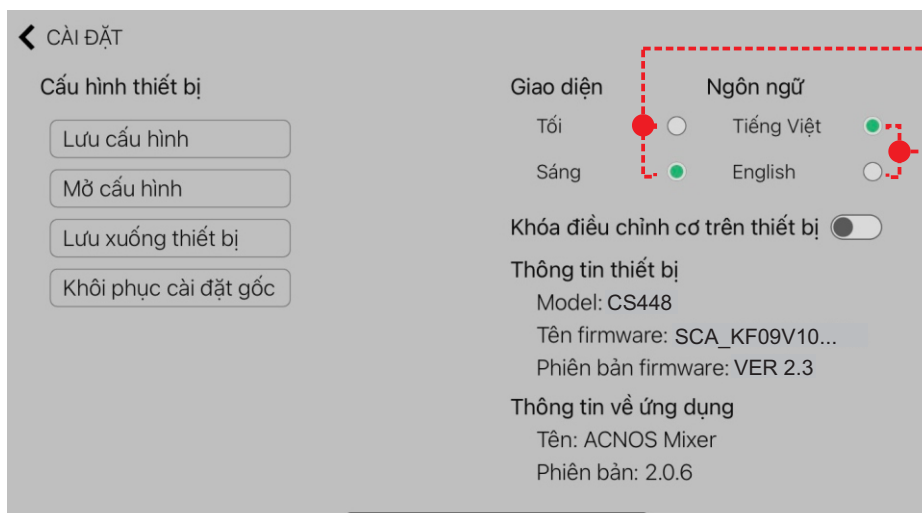 CÀI ĐẶT
Cấu hình thiết bị
Lưu cấu hình
Mở cấu hình
Lưu xuống thiết bị
Khôi phục cài đặt gốc
Giao diện
Tối
Sáng
Ngôn ngữ
Tiếng Việt
English
Khóa điều chỉnh cơ trên thiết bị
Thông tin thiết bị
Model: CS448
Tên firmware: SCA_KF09V10...
Phiên bản firmware: VER 2.3
Thông tin về ứng dụng
Tên: ACNOS Mixer
Phiên bản: 2.0.6